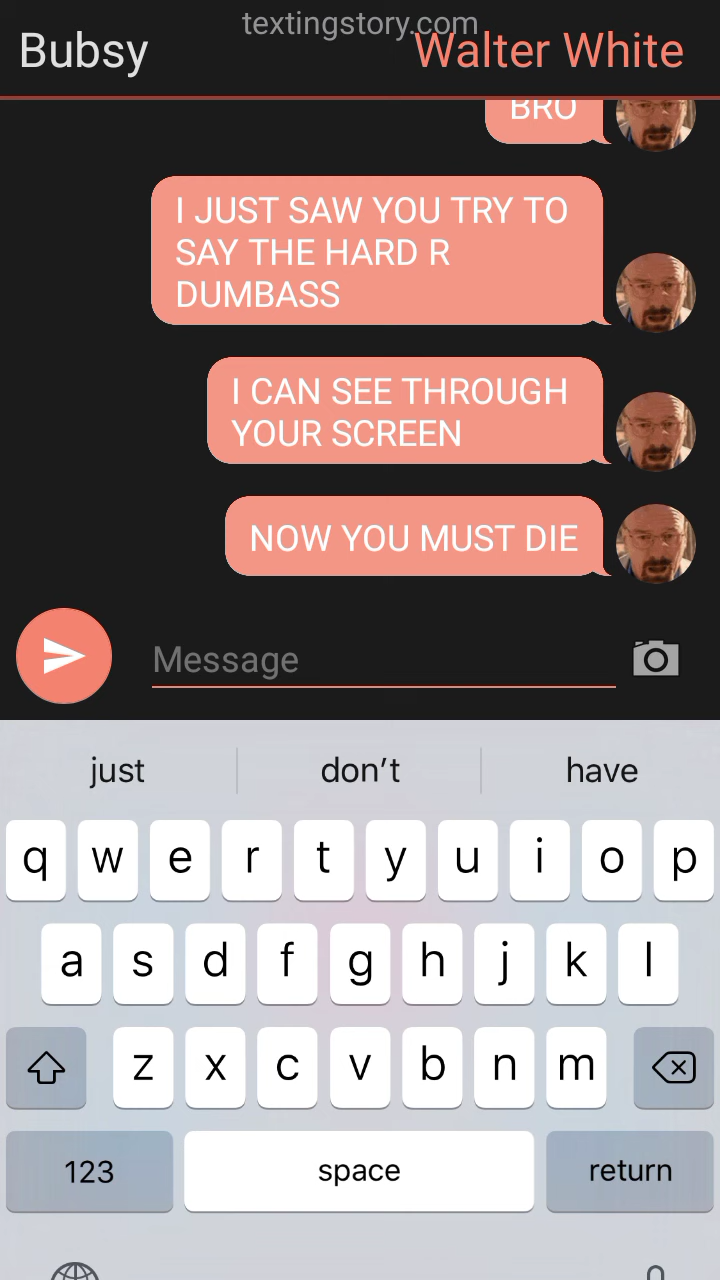 textingstory.com
Bubsy
Walter White
BRO
I JUST SAW YOU TRY TO
SAY THE HARD R
DUMBASS
I CAN SEE THROUGH
YOUR SCREEN
NOW YOU MUST DIE
Message
just don't have
q w e r t y u i o p
a s d f g h j k l
z x c v b n m
123 space return